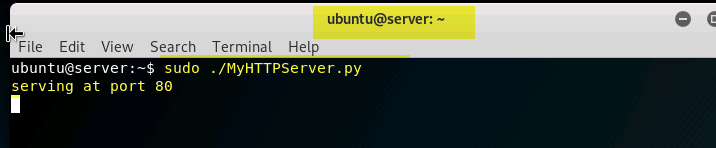 ubuntu@server: ~
File Edit View Search Terminal Help
ubuntu@server:~$ sudo ./MyHTTPServer.py
serving at port 80